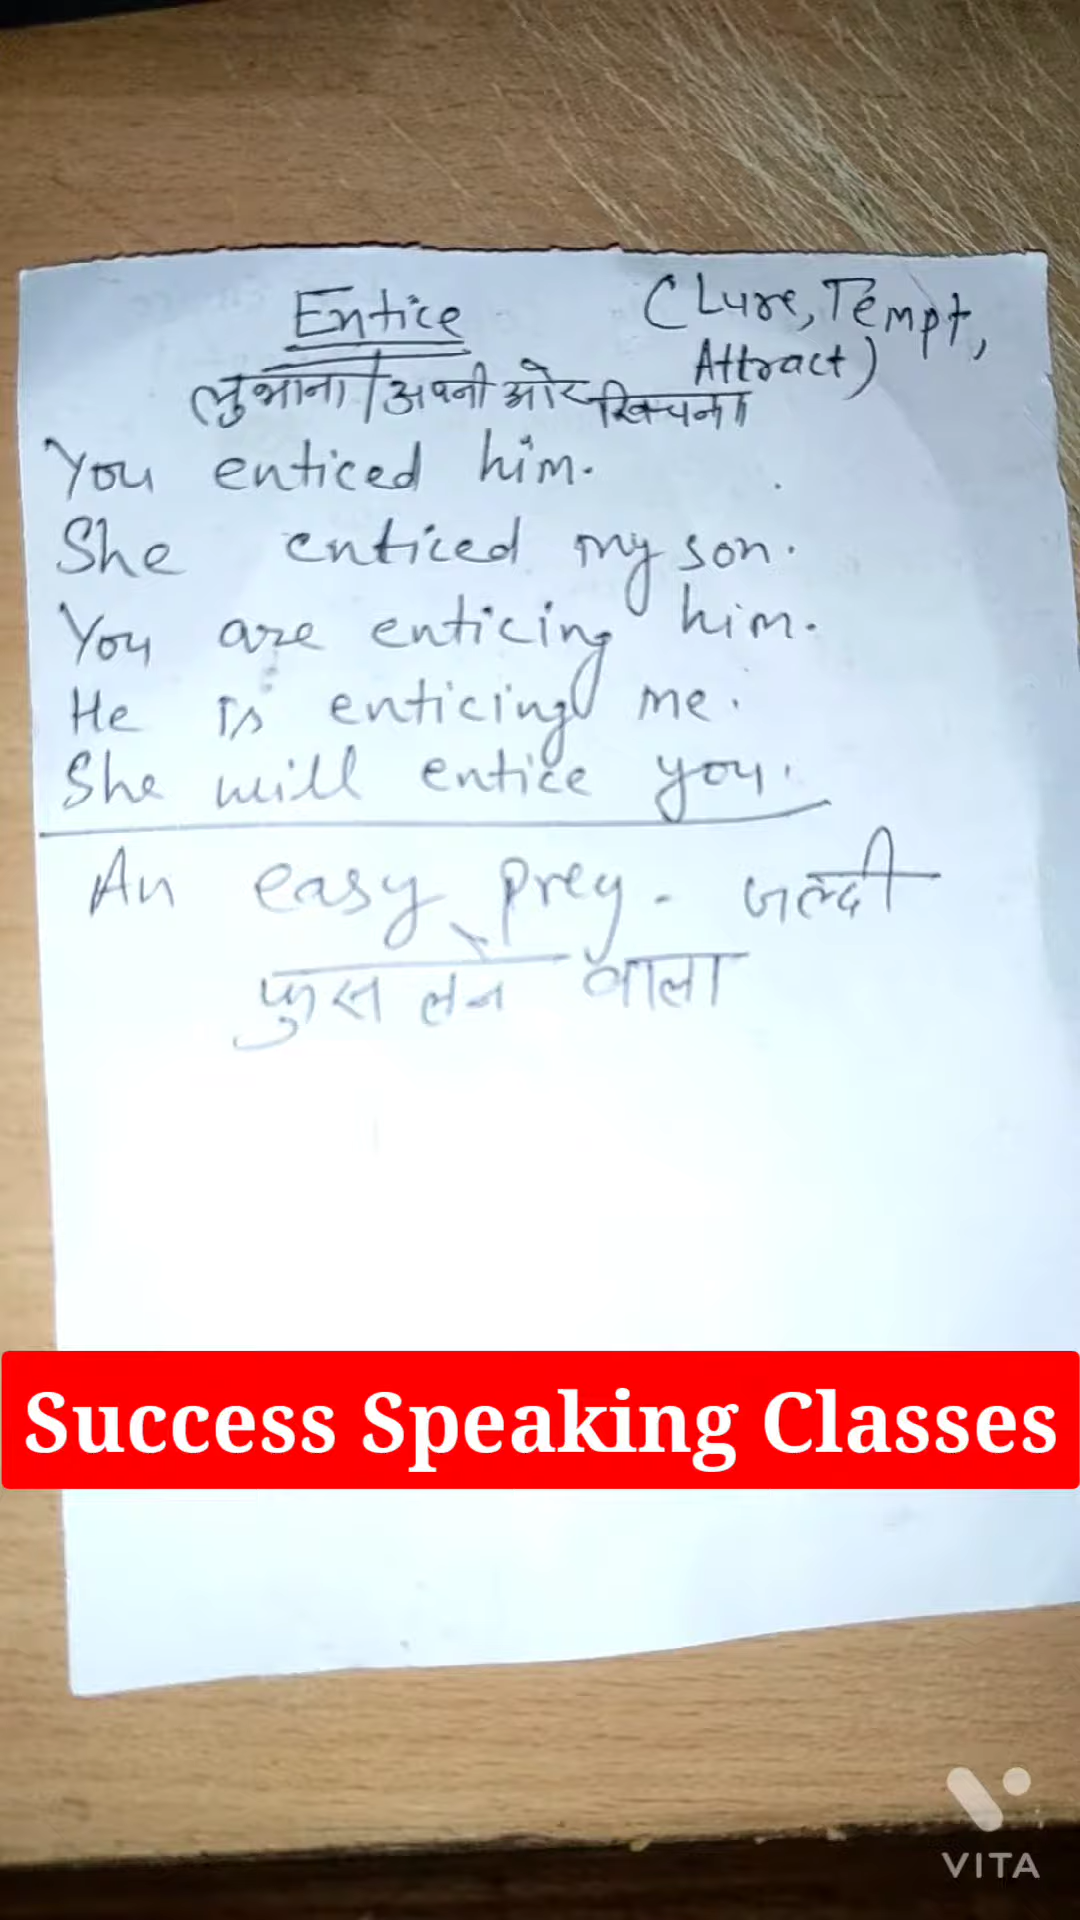 Entice (Lure, Tempt,
Attract)
लुभाना / अपनी ओर खिचना
You enticed him.
She enticed my son.
You are enticing him.
He is enticing me.
She will entice you.
An easy prey - जल्दी
फुसलने वाला
Success Speaking Classes
VITA